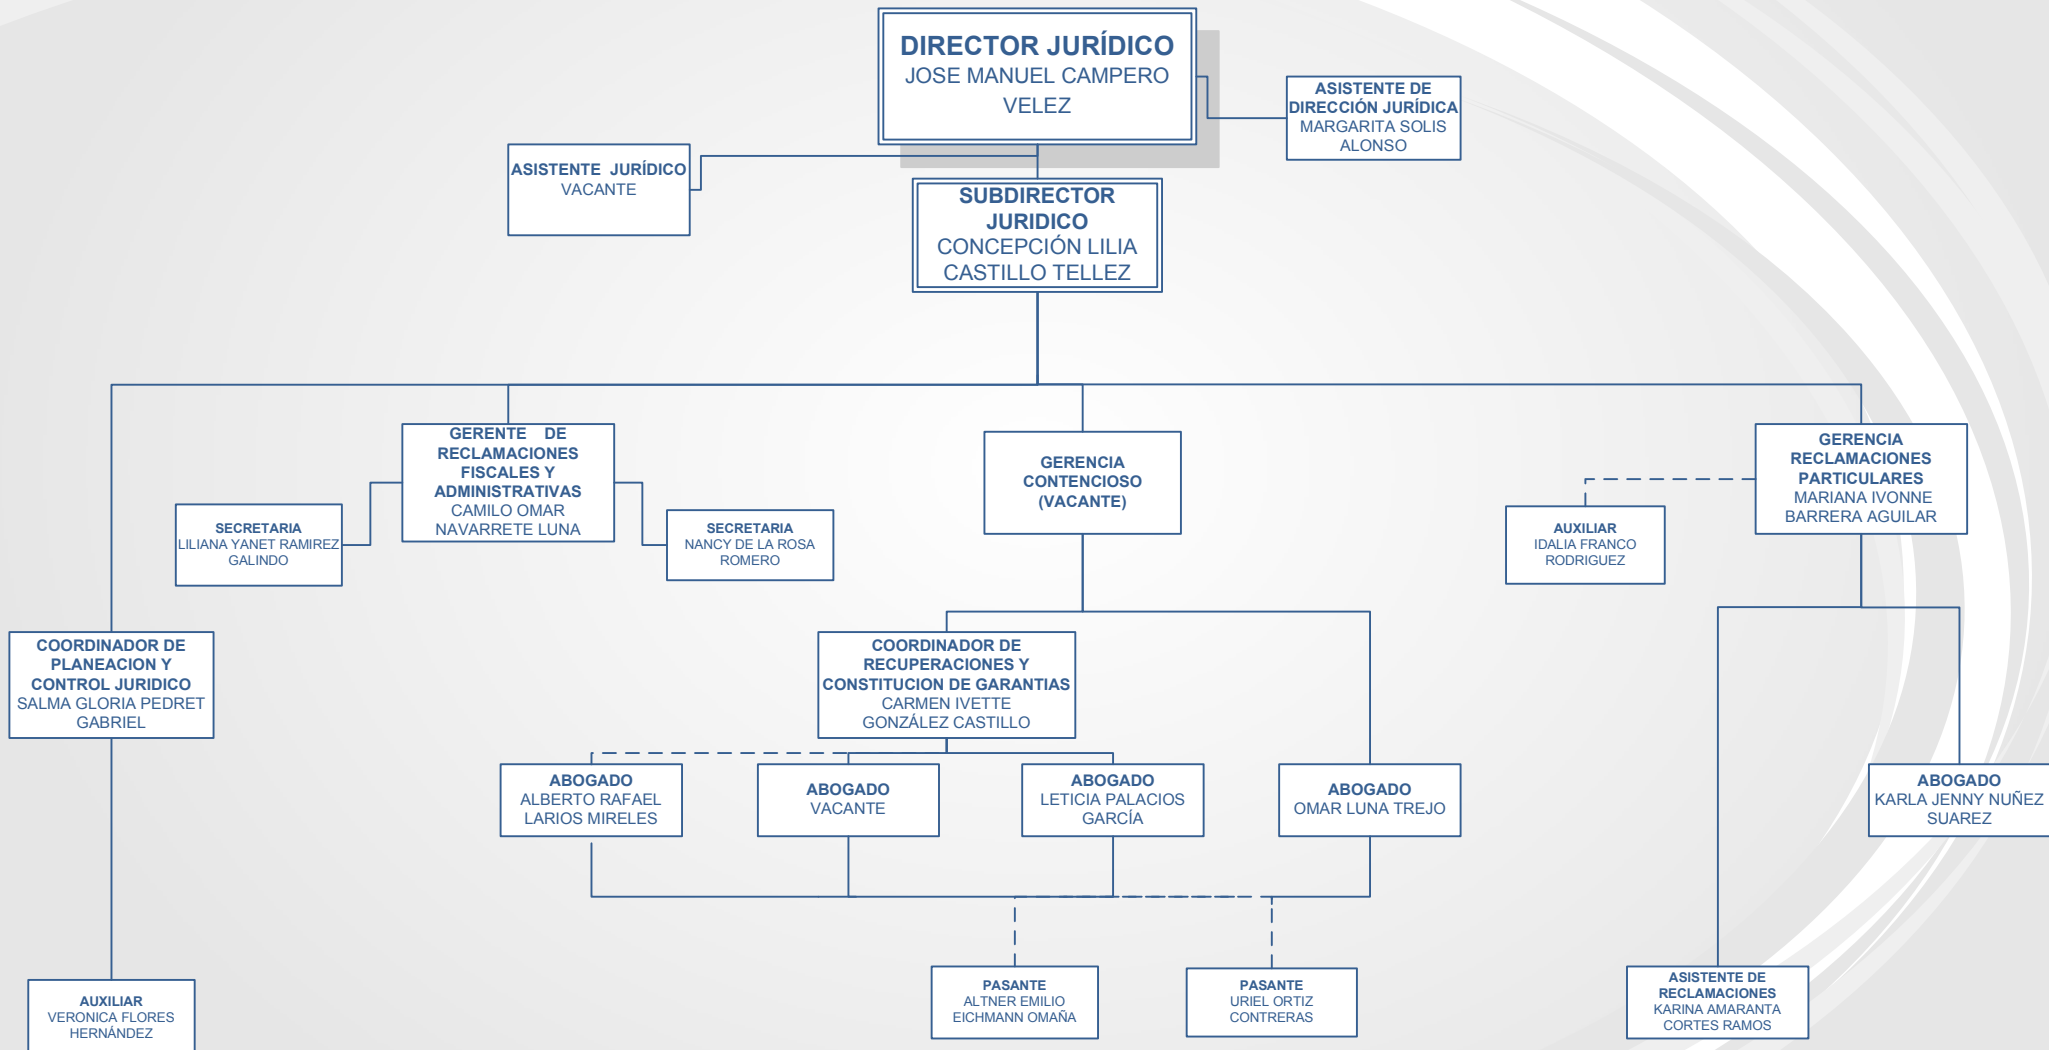 DIRECTOR JURÍDICO
JOSE MANUEL CAMPERO
VELEZ
ASISTENTE DE
DIRECCIÓN JURÍDICA
MARGARITA SOLIS
ALONSO
ASISTENTE JURÍDICO
VACANTE
SUBDIRECTOR
JURIDICO
CONCEPCIÓN LILIA
CASTILLO TELLEZ
GERENTE DE
RECLAMACIONES
FISCALES Y
ADMINISTRATIVAS
CAMILO OMAR
NAVARRETE LUNA
GERENCIA
CONTENCIOSO
(VACANTE)
GERENCIA
RECLAMACIONES
PARTICULARES
MARIANA IVONNE
BARRERA AGUILAR
SECRETARIA
LILIANA YANET RAMIREZ
GALINDO
SECRETARIA
NANCY DE LA ROSA
ROMERO
AUXILIAR
IDALIA FRANCO
RODRIGUEZ
COORDINADOR DE
PLANEACION Y
CONTROL JURIDICO
SALMA GLORIA PEDRET
GABRIEL
COORDINADOR DE
RECUPERACIONES Y
CONSTITUCION DE GARANTIAS
CARMEN IVETTE
GONZÁLEZ CASTILLO
ABOGADO
ALBERTO RAFAEL
LARIOS MIRELES
ABOGADO
VACANTE
ABOGADO
LETICIA PALACIOS
GARCÍA
ABOGADO
OMAR LUNA TREJO
ABOGADO
KARLA JENNY NUÑEZ
SUAREZ
AUXILIAR
VERONICA FLORES
HERNÁNDEZ
PASANTE
ALTNER EMILIO
EICHMANN OMAÑA
PASANTE
URIEL ORTIZ
CONTRERAS
ASISTENTE DE
RECLAMACIONES
KARINA AMARANTA
CORTES RAMOS